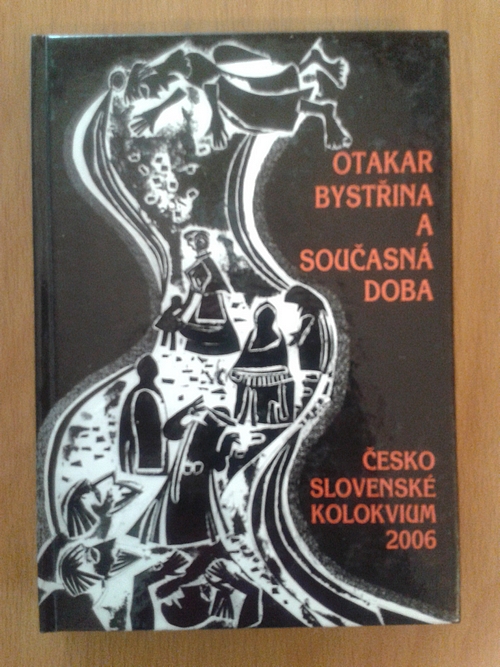 OTAKAR
BYSTŘINA
A
SOUČASNÁ
DOBA
ČESKO
SLOVENSKÉ
KOLOKVIUM
2006